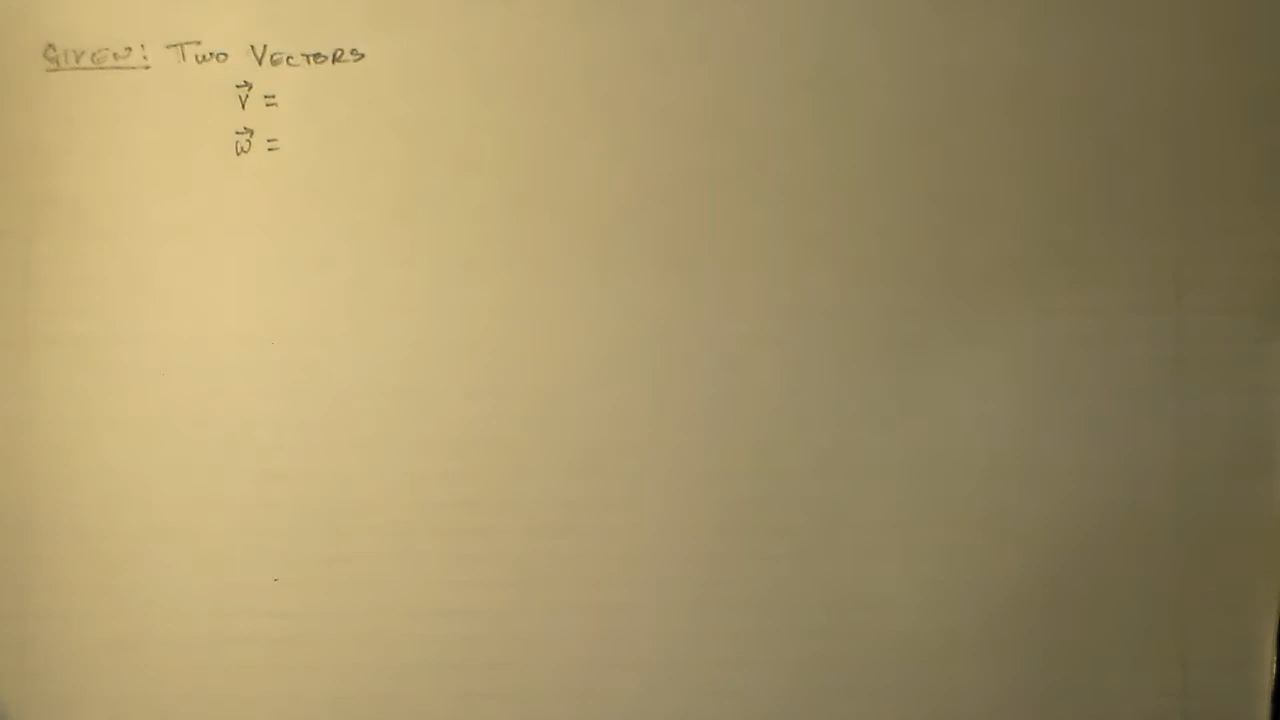 GIVEN: TWO VECTORS
v⃗ =
w⃗ =